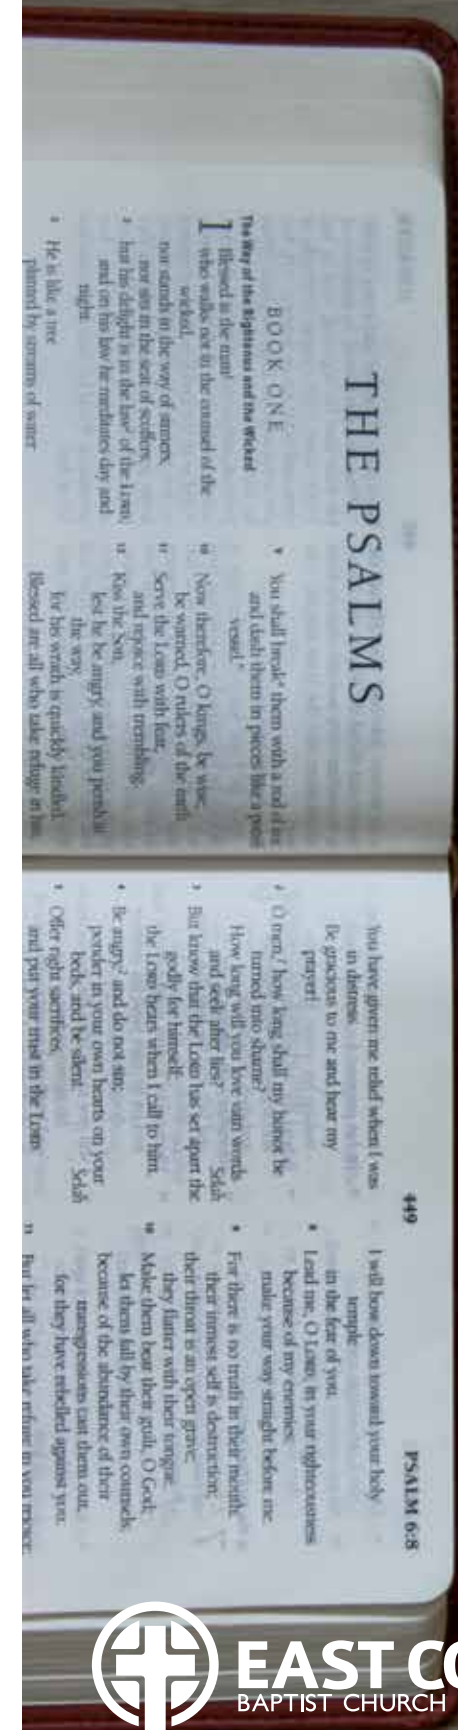 THE PSALMS
BOOK ONE
The Way of the Righteous and the Wicked
1 Blessed is the man
who walks not in the counsel of the
wicked,
nor stands in the way of sinners,
nor sits in the seat of scoffers;
2 but his delight is in the law of the LORD,
and on his law he meditates day and
night.
3 He is like a tree
planted by streams of water
9 You shall break them with a rod of
and dash them in pieces like a
vessel."
10 Now therefore, O kings, be wise;
be warned, O rulers of the earth.
11 Serve the LORD with fear,
and rejoice with trembling.
12 Kiss the Son,
lest he be angry, and you perish in
the way,
for his wrath is quickly kindled.
Blessed are all who take refuge in him.
449
You have given me relief when I was
in distress.
Be gracious to me and hear my
prayer!
2 O men, how long shall my honor be
turned into shame?
How long will you love vain words
and seek after lies? Selah
3 But know that the LORD has set apart the
godly for himself;
the LORD hears when I call to him.
4 Be angry, and do not sin;
ponder in your own hearts on your
beds, and be silent. Selah
5 Offer right sacrifices,
and put your trust in the LORD.
PSALM 6:8
I will bow down toward your holy
temple
in the fear of you.
8 Lead me, O LORD, in your righteousness
because of my enemies;
make your way straight before me.
9 For there is no truth in their mouth;
their inmost self is destruction;
their throat is an open grave;
they flatter with their tongue.
10 Make them bear their guilt, O God;
let them fall by their own counsels;
because of the abundance of their
transgressions cast them out,
for they have rebelled against you.
11 But let all who take refuge in you rejoice;
EAST CO
BAPTIST CHURCH